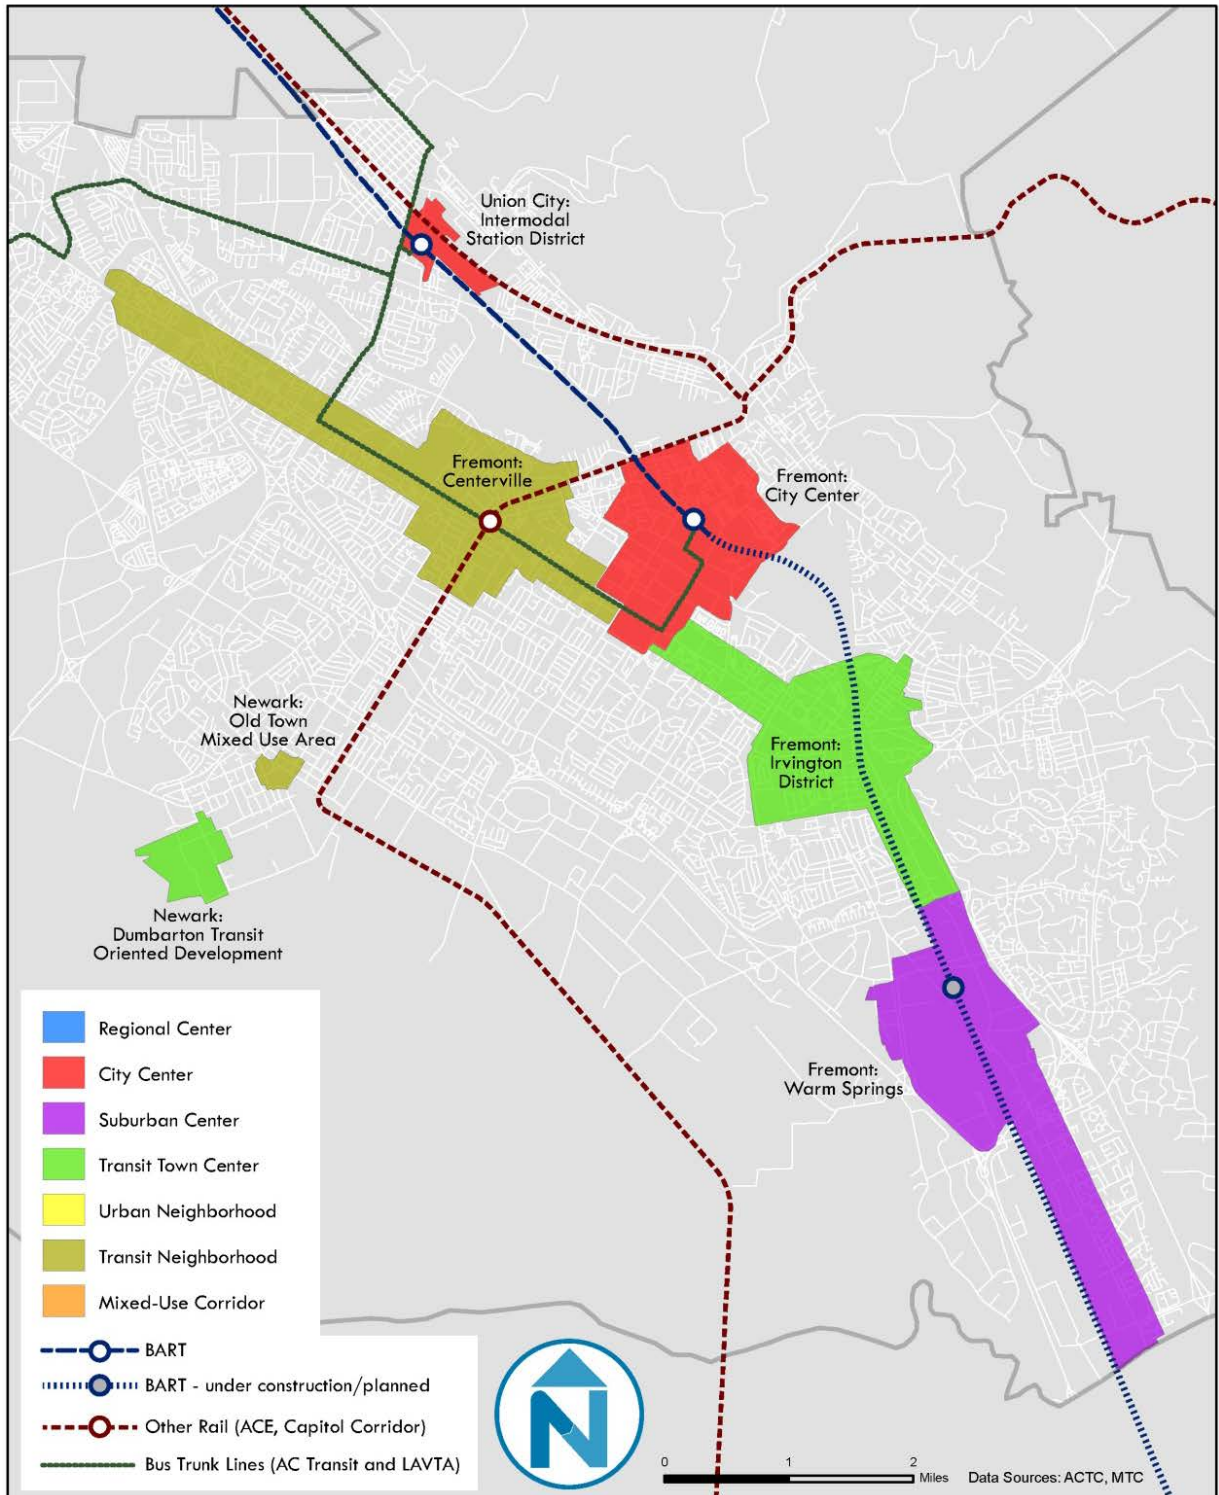 Union City:
Intermodal
Station District
Fremont:
Centerville
Fremont:
City Center
Newark:
Old Town
Mixed Use Area
Fremont:
Irvington
District
Newark:
Dumbarton Transit
Oriented Development
Fremont:
Warm Springs
Regional Center
City Center
Suburban Center
Transit Town Center
Urban Neighborhood
Transit Neighborhood
Mixed-Use Corridor
BART
BART - under construction/planned
Other Rail (ACE, Capitol Corridor)
Bus Trunk Lines (AC Transit and LAVTA)
N
0 1 2
Miles
Data Sources: ACTC, MTC